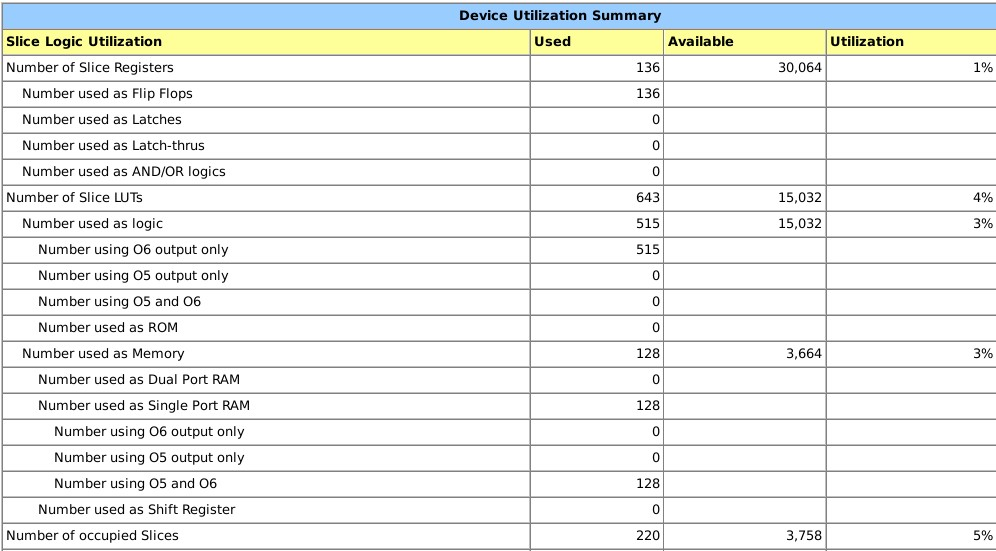 Device Utilization Summary
Slice Logic Utilization Used Available Utilization
Number of Slice Registers 136 30,064 1%
Number used as Flip Flops 136
Number used as Latches 0
Number used as Latch-thrus 0
Number used as AND/OR logics 0
Number of Slice LUTs 643 15,032 4%
Number used as logic 515 15,032 3%
Number using O6 output only 515
Number using O5 output only 0
Number using O5 and O6 0
Number used as ROM 0
Number used as Memory 128 3,664 3%
Number used as Dual Port RAM 0
Number used as Single Port RAM 128
Number using O6 output only 0
Number using O5 output only 0
Number using O5 and O6 128
Number used as Shift Register 0
Number of occupied Slices 220 3,758 5%